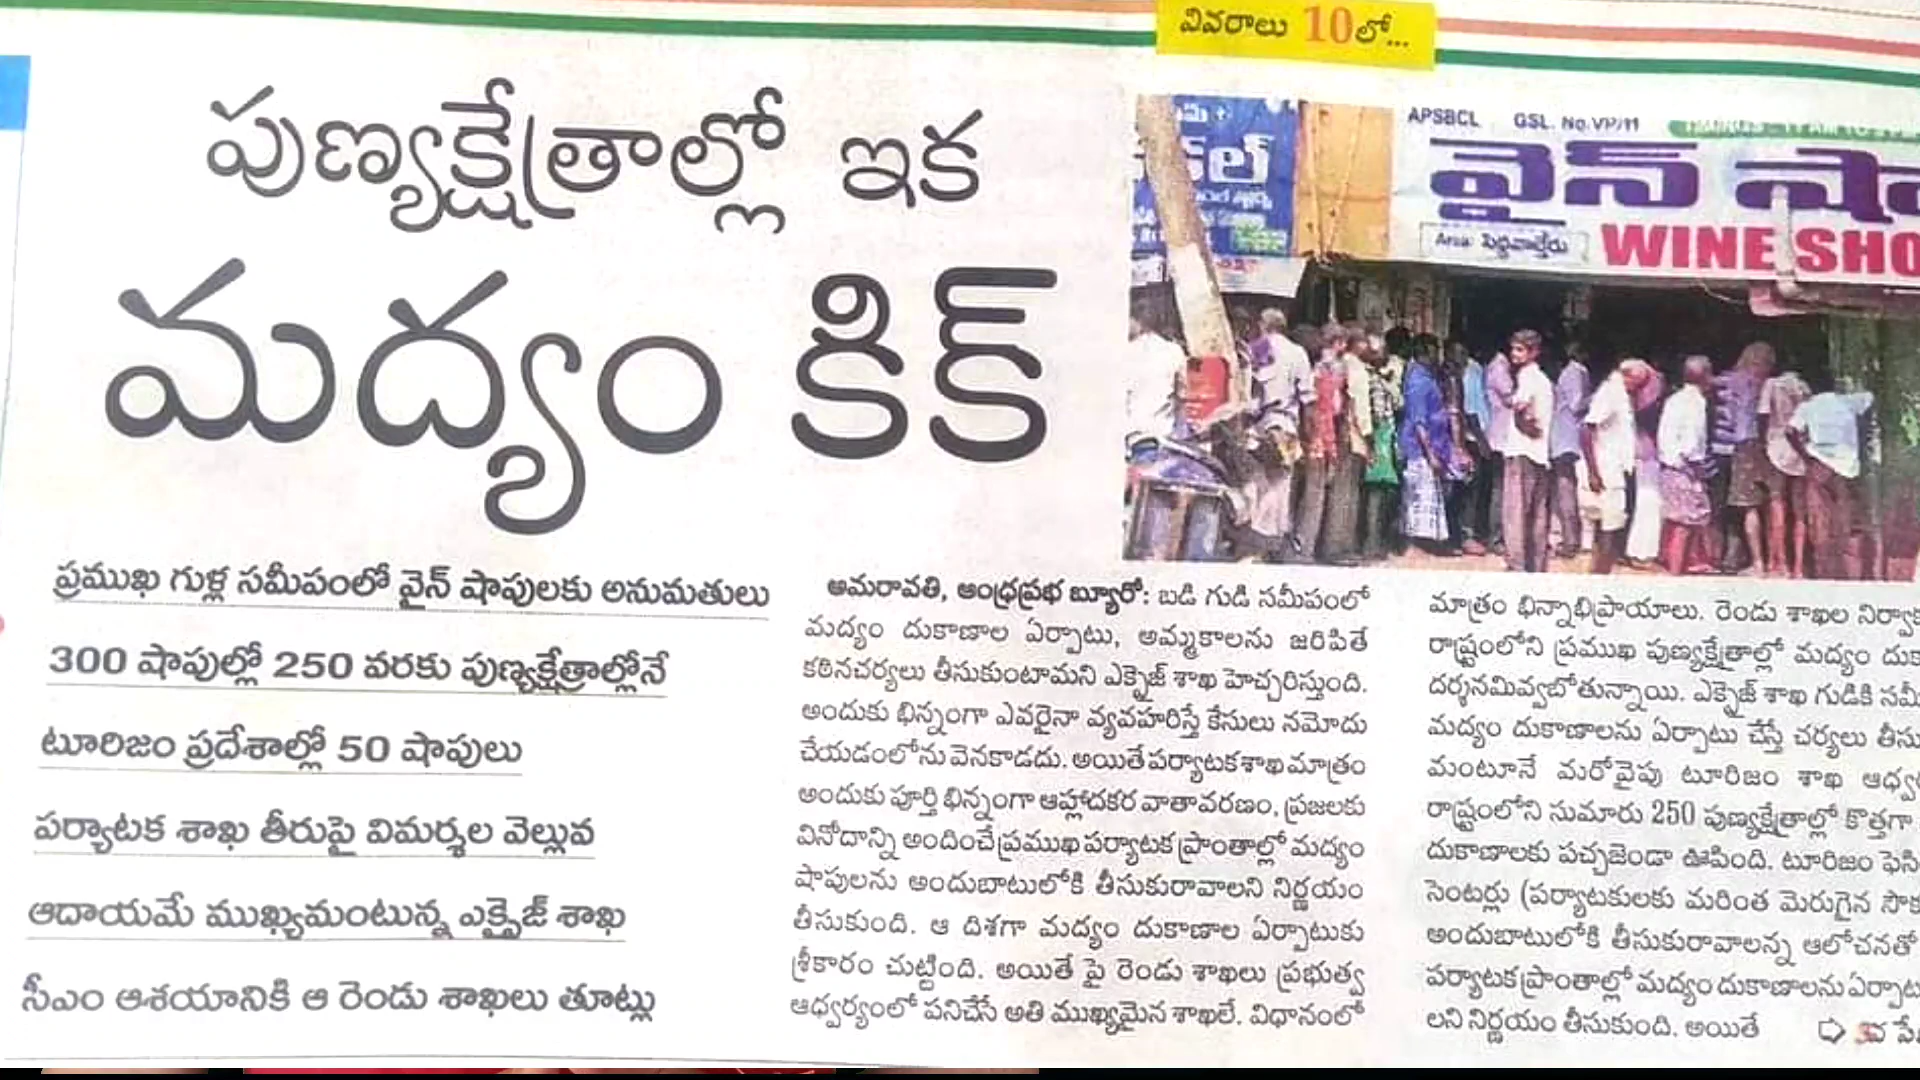 వివరాలు 10లో...
పుణ్యక్షేత్రాల్లో ఇక
మద్యం కిక్
APSBCL GSL. No.VP/11
వైన్ షా
Area: పెద్దవాల్తేరు
WINE SHO
ప్రముఖ గుళ్ల సమీపంలో వైన్ షాపులకు అనుమతులు
300 షాపుల్లో 250 వరకు పుణ్యక్షేత్రాల్లోనే
టూరిజం ప్రదేశాల్లో 50 షాపులు
పర్యాటక శాఖ తీరుపై విమర్శల వెల్లువ
ఆదాయమే ముఖ్యమంటున్న ఎక్సైజ్ శాఖ
సీఎం ఆశయానికి ఆ రెండు శాఖలు తూట్లు
అమరావతి, ఆంధ్రప్రభ బ్యూరో: బడి గుడి సమీపంలో
మద్యం దుకాణాల ఏర్పాటు, అమ్మకాలను జరిపితే
కఠినచర్యలు తీసుకుంటామని ఎక్సైజ్ శాఖ హెచ్చరిస్తుంది.
అందుకు భిన్నంగా ఎవరైనా వ్యవహరిస్తే కేసులు నమోదు
చేయడంలోను వెనకాడదు. అయితే పర్యాటక శాఖ మాత్రం
అందుకు పూర్తి భిన్నంగా ఆహ్లాదకర వాతావరణం, ప్రజలకు
వినోదాన్ని అందించే ప్రముఖ పర్యాటక ప్రాంతాల్లో మద్యం
షాపులను అందుబాటులోకి తీసుకురావాలని నిర్ణయం
తీసుకుంది. ఆ దిశగా మద్యం దుకాణాల ఏర్పాటుకు
శ్రీకారం చుట్టింది. అయితే పై రెండు శాఖలు ప్రభుత్వ
ఆధ్వర్యంలో పనిచేసే అతి ముఖ్యమైన శాఖలే. విధానంలో
మాత్రం భిన్నాభిప్రాయాలు. రెండు శాఖల
రాష్ట్రంలోని ప్రముఖ పుణ్యక్షేత్రాల్లో మద్యం
దర్శనమివ్వబోతున్నాయి. ఎక్సైజ్ శాఖ గుడికి
మద్యం దుకాణాలను ఏర్పాటు చేస్తే చర్యలు
మంటూనే మరోవైపు టూరిజం శాఖ
రాష్ట్రంలోని సుమారు 250 పుణ్యక్షేత్రాల్లో కొత్తగా
దుకాణాలకు పచ్చజెండా ఊపింది. టూరిజం
సెంటర్లు (పర్యాటకులకు మరింత మెరుగైన
అందుబాటులోకి తీసుకురావాలన్న ఆలోచనతో
పర్యాటక ప్రాంతాల్లో మద్యం దుకాణాలను
లని నిర్ణయం తీసుకుంది. అయితే